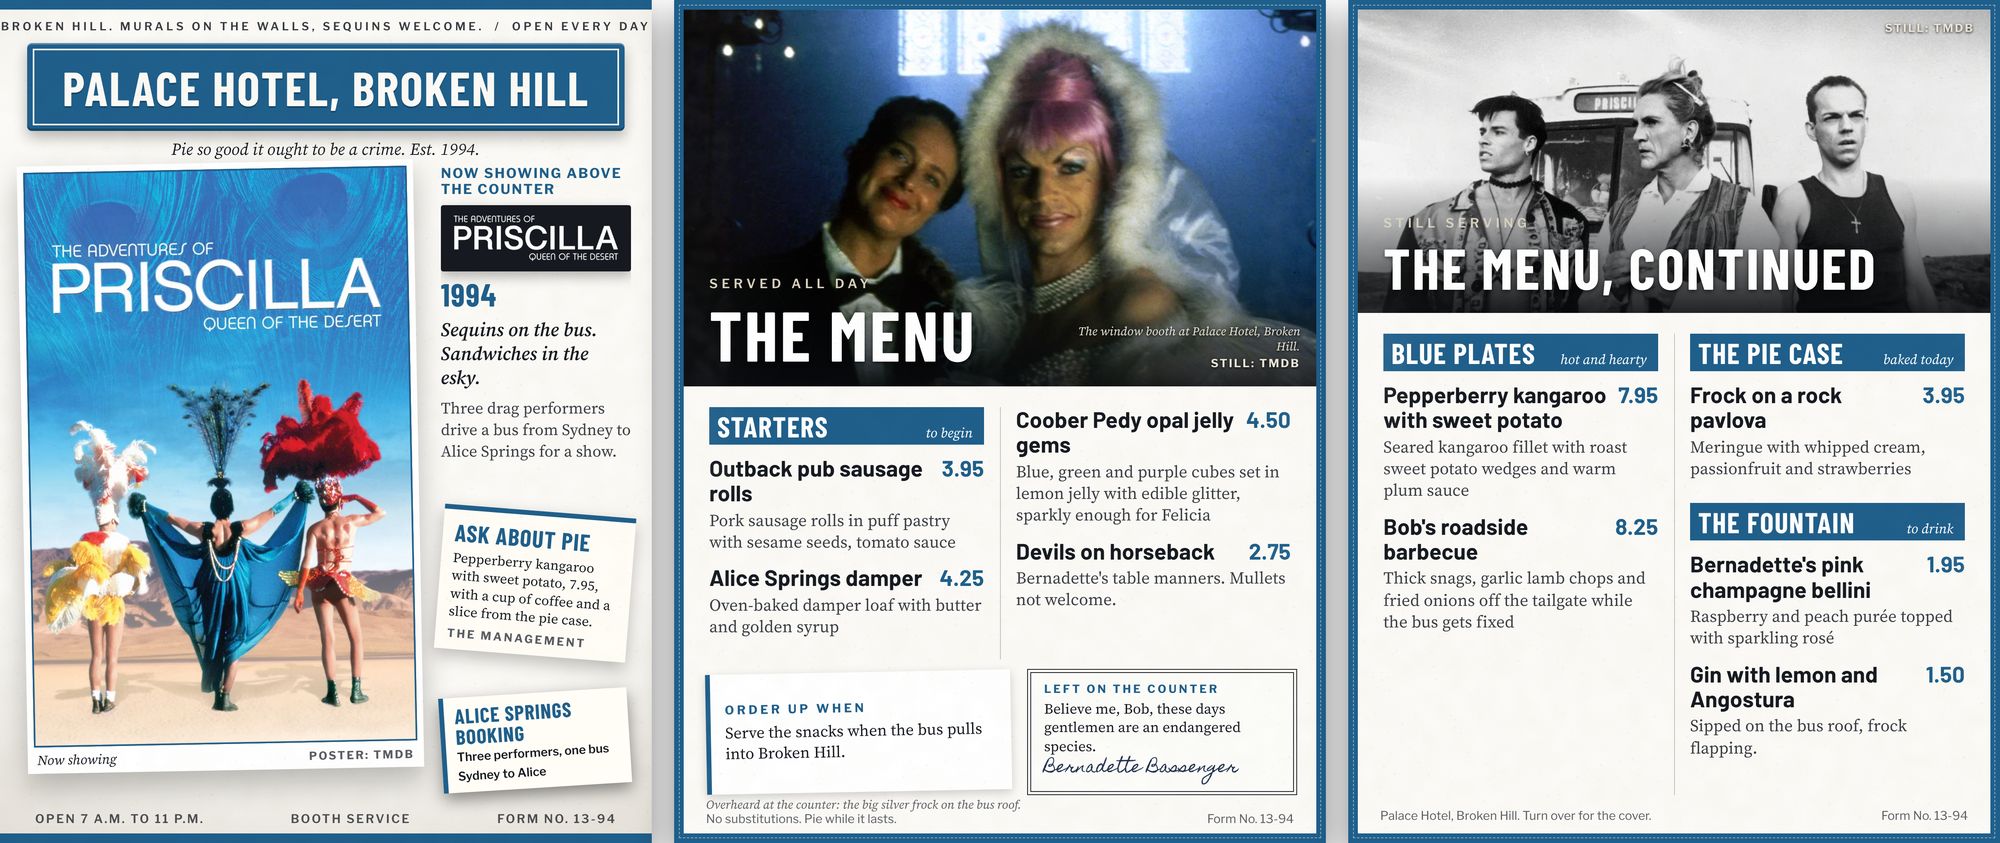 BROKEN HILL. MURALS ON THE WALLS, SEQUINS WELCOME. / OPEN EVERY DAY
PALACE HOTEL, BROKEN HILL
Pie so good it ought to be a crime. Est. 1994.
THE ADVENTURES OF
PRISCILLA
QUEEN OF THE DESERT
Now showing
POSTER: TMDB
NOW SHOWING ABOVE
THE COUNTER
THE ADVENTURES OF
PRISCILLA
QUEEN OF THE DESERT
1994
Sequins on the bus.
Sandwiches in the
esky.
Three drag performers
drive a bus from Sydney to
Alice Springs for a show.
ASK ABOUT PIE
Pepperberry kangaroo
with sweet potato, 7.95,
with a cup of coffee and a
slice from the pie case.
THE MANAGEMENT
ALICE SPRINGS
BOOKING
Three performers, one bus
Sydney to Alice
OPEN 7 A.M. TO 11 P.M.
BOOTH SERVICE
FORM NO. 13-94
SERVED ALL DAY
THE MENU
The window booth at Palace Hotel, Broken
Hill.
STILL: TMDB
STARTERS to begin
Outback pub sausage 3.95
rolls
Pork sausage rolls in puff pastry
with sesame seeds, tomato sauce
Alice Springs damper 4.25
Oven-baked damper loaf with butter
and golden syrup
Coober Pedy opal jelly 4.50
gems
Blue, green and purple cubes set in
lemon jelly with edible glitter,
sparkly enough for Felicia
Devils on horseback 2.75
Bernadette's table manners. Mullets
not welcome.
ORDER UP WHEN
Serve the snacks when the bus pulls
into Broken Hill.
LEFT ON THE COUNTER
Believe me, Bob, these days
gentlemen are an endangered
species.
Bernadette Bassenger
Overheard at the counter: the big silver frock on the bus roof.
No substitutions. Pie while it lasts.
Form No. 13-94
STILL: TMDB
PRISCIL
STILL SERVING
THE MENU, CONTINUED
BLUE PLATES hot and hearty
Pepperberry kangaroo 7.95
with sweet potato
Seared kangaroo fillet with roast
sweet potato wedges and warm
plum sauce
Bob's roadside 8.25
barbecue
Thick snags, garlic lamb chops and
fried onions off the tailgate while
the bus gets fixed
THE PIE CASE baked today
Frock on a rock 3.95
pavlova
Meringue with whipped cream,
passionfruit and strawberries
THE FOUNTAIN to drink
Bernadette's pink 1.95
champagne bellini
Raspberry and peach purée topped
with sparkling rosé
Gin with lemon and 1.50
Angostura
Sipped on the bus roof, frock
flapping.
Palace Hotel, Broken Hill. Turn over for the cover.
Form No. 13-94